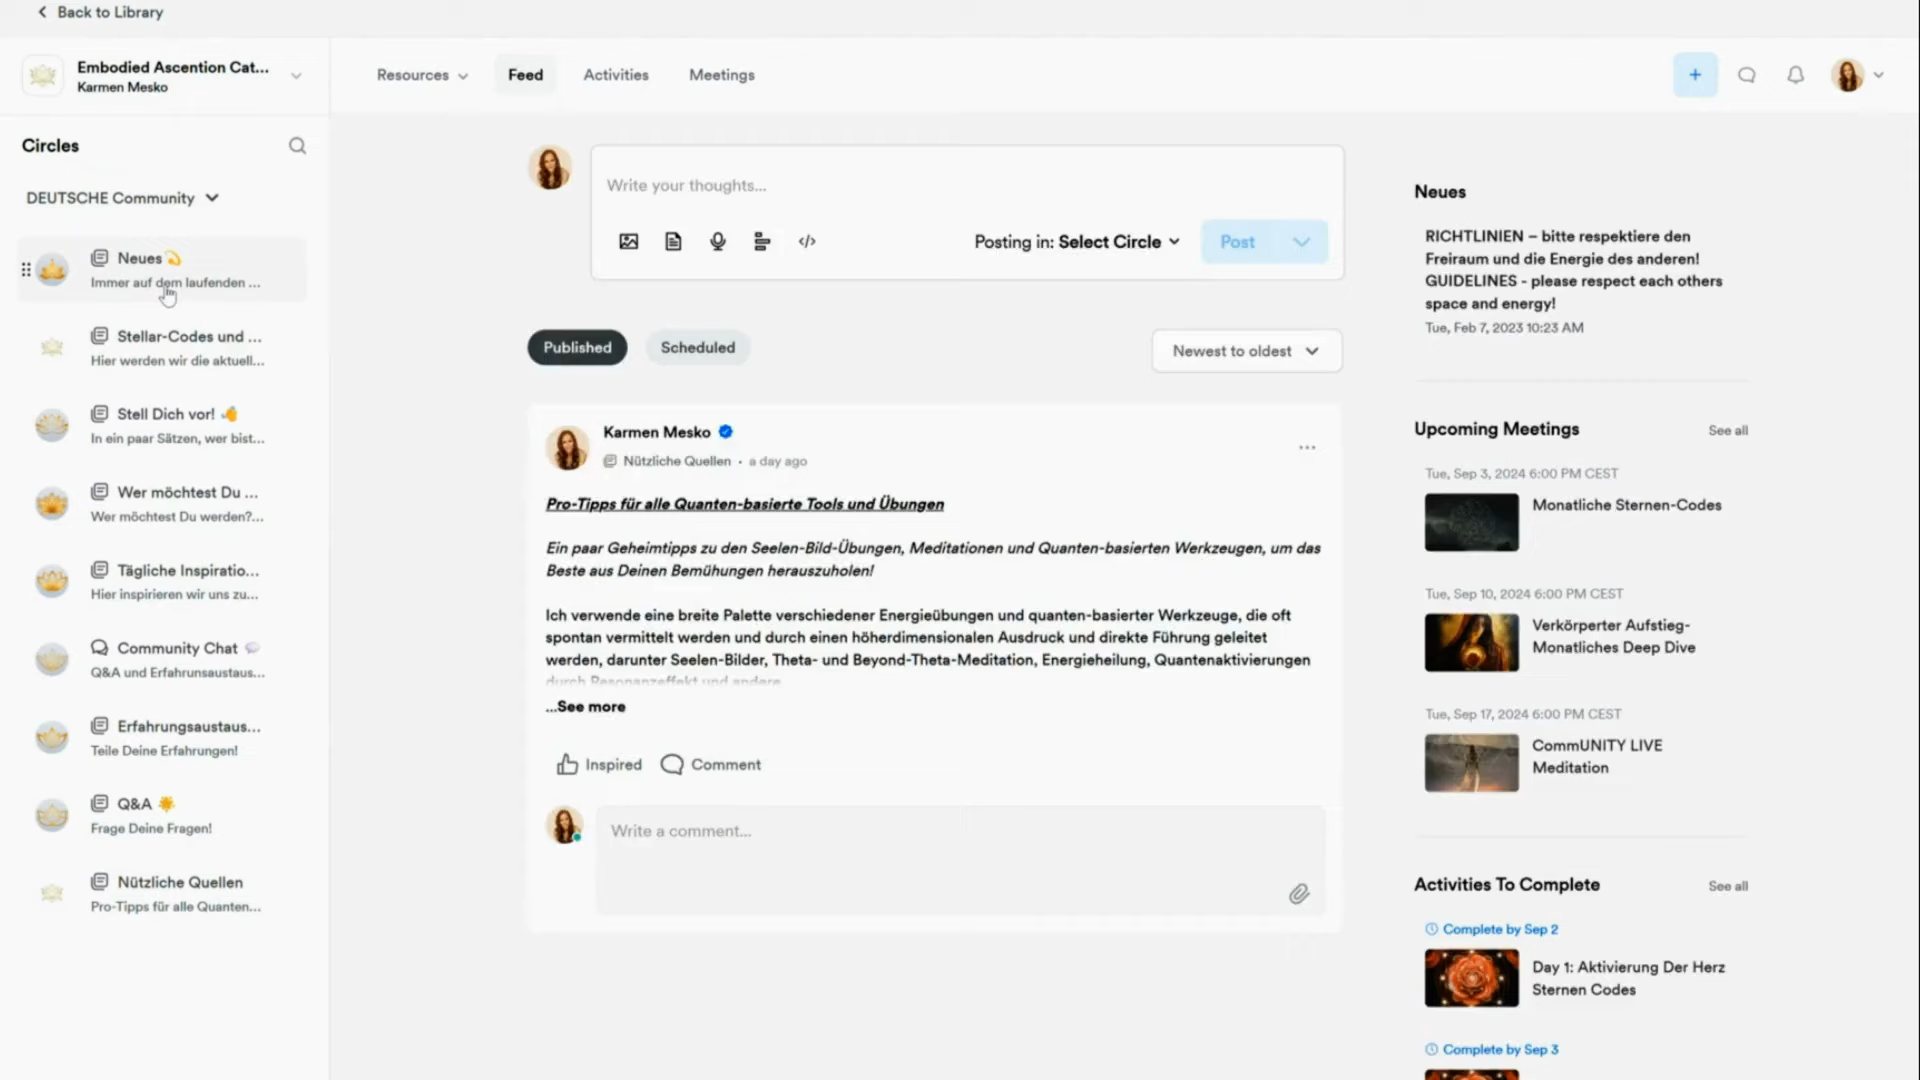 Back to Library
Embodied Ascention Cat...
Karmen Mesko
Resources
Feed
Activities
Meetings
Circles
DEUTSCHE Community
Neues💫
Immer auf dem laufenden ...
Stellar-Codes und ...
Hier werden wir die aktuell...
Stell Dich vor! 👋
In ein paar Sätzen, wer bist...
Wer möchtest Du ...
Wer möchtest Du werden?...
Tägliche Inspiratio...
Hier inspirieren wir uns zu...
Community Chat 💬
Q&A und Erfahrunsaustaus...
Erfahrungsaustaus...
Teile Deine Erfahrungen!
Q&A ☀️
Frage Deine Fragen!
Nützliche Quellen
Pro-Tipps für alle Quanten...
Write your thoughts...
Posting in: Select Circle
Post
Published
Scheduled
Newest to oldest
Karmen Mesko
Nützliche Quellen • a day ago
Pro-Tipps für alle Quanten-basierte Tools und Übungen
Ein paar Geheimtipps zu den Seelen-Bild-Übungen, Meditationen und Quanten-basierten Werkzeugen, um das
Beste aus Deinen Bemühungen herauszuholen!
Ich verwende eine breite Palette verschiedener Energieübungen und quanten-basierter Werkzeuge, die oft
spontan vermittelt werden und durch einen höherdimensionalen Ausdruck und direkte Führung geleitet
werden, darunter Seelen-Bilder, Theta- und Beyond-Theta-Meditation, Energieheilung, Quantenaktivierungen
durch Resonanzeffekt und andere
...See more
Inspired
Comment
Write a comment...
Neues
RICHTLINIEN – bitte respektiere den
Freiraum und die Energie des anderen!
GUIDELINES - please respect each others
space and energy!
Tue, Feb 7, 2023 10:23 AM
Upcoming Meetings
See all
Tue, Sep 3, 2024 6:00 PM CEST
Monatliche Sternen-Codes
Tue, Sep 10, 2024 6:00 PM CEST
Verkörperter Aufstieg-
Monatliches Deep Dive
Tue, Sep 17, 2024 6:00 PM CEST
CommUNITY LIVE
Meditation
Activities To Complete
See all
Complete by Sep 2
Day 1: Aktivierung Der Herz
Sternen Codes
Complete by Sep 3